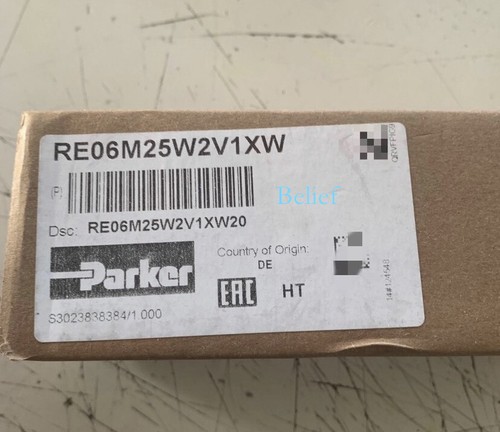 RE06M25W2V1XW
Belief
Dsc: RE06M25W2V1XW20
Parker
Country of Origin:
DE
EAC
HT
S3023838384/1 000